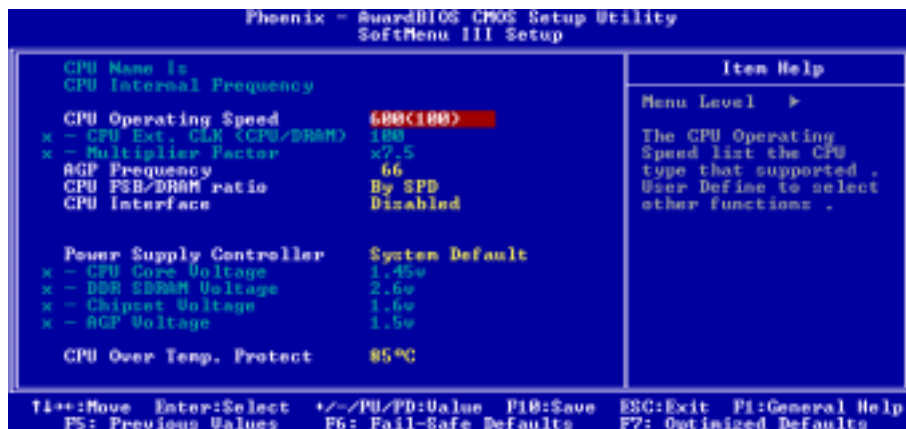 Phoenix - AwardBIOS CMOS Setup Utility
SoftMenu III Setup
CPU Name Is
CPU Internal Frequency
CPU Operating Speed 600(100)
x - CPU Ext. CLK (CPU/DRAM) 100
x - Multiplier Factor x7.5
AGP Frequency 66
CPU FSB/DRAM ratio By SPD
CPU Interface Disabled
Power Supply Controller System Default
x - CPU Core Voltage 1.45v
x - DDR SDRAM Voltage 2.6v
x - Chipset Voltage 1.6v
x - AGP Voltage 1.5v
CPU Over Temp. Protect 85°C
Item Help
Menu Level ►
The CPU Operating
Speed list the CPU
type that supported .
User Define to select
other functions .
↑↓→←:Move Enter:Select +/-/PU/PD:Value F10:Save ESC:Exit F1:General Help
F5: Previous Values F6: Fail-Safe Defaults F7: Optimized Defaults